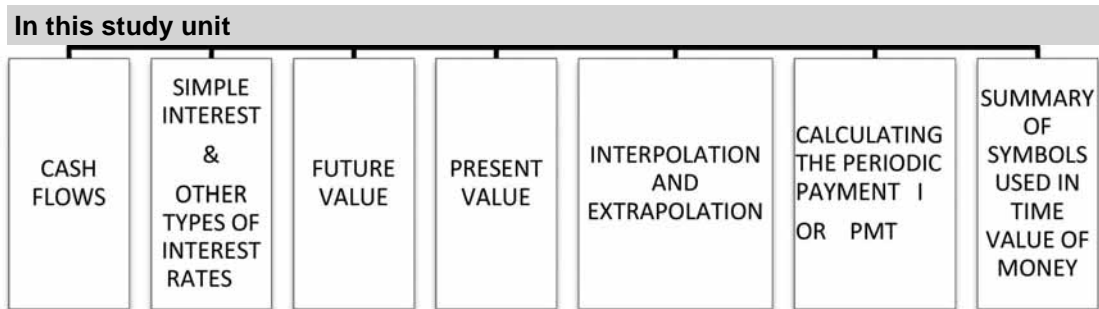 In this study unit
CASH
FLOWS
SIMPLE
INTEREST
&
OTHER
TYPES OF
INTEREST
RATES
FUTURE
VALUE
PRESENT
VALUE
INTERPOLATION
AND
EXTRAPOLATION
CALCULATING
THE PERIODIC
PAYMENT I
OR PMT
SUMMARY
OF
SYMBOLS
USED IN
TIME
VALUE OF
MONEY